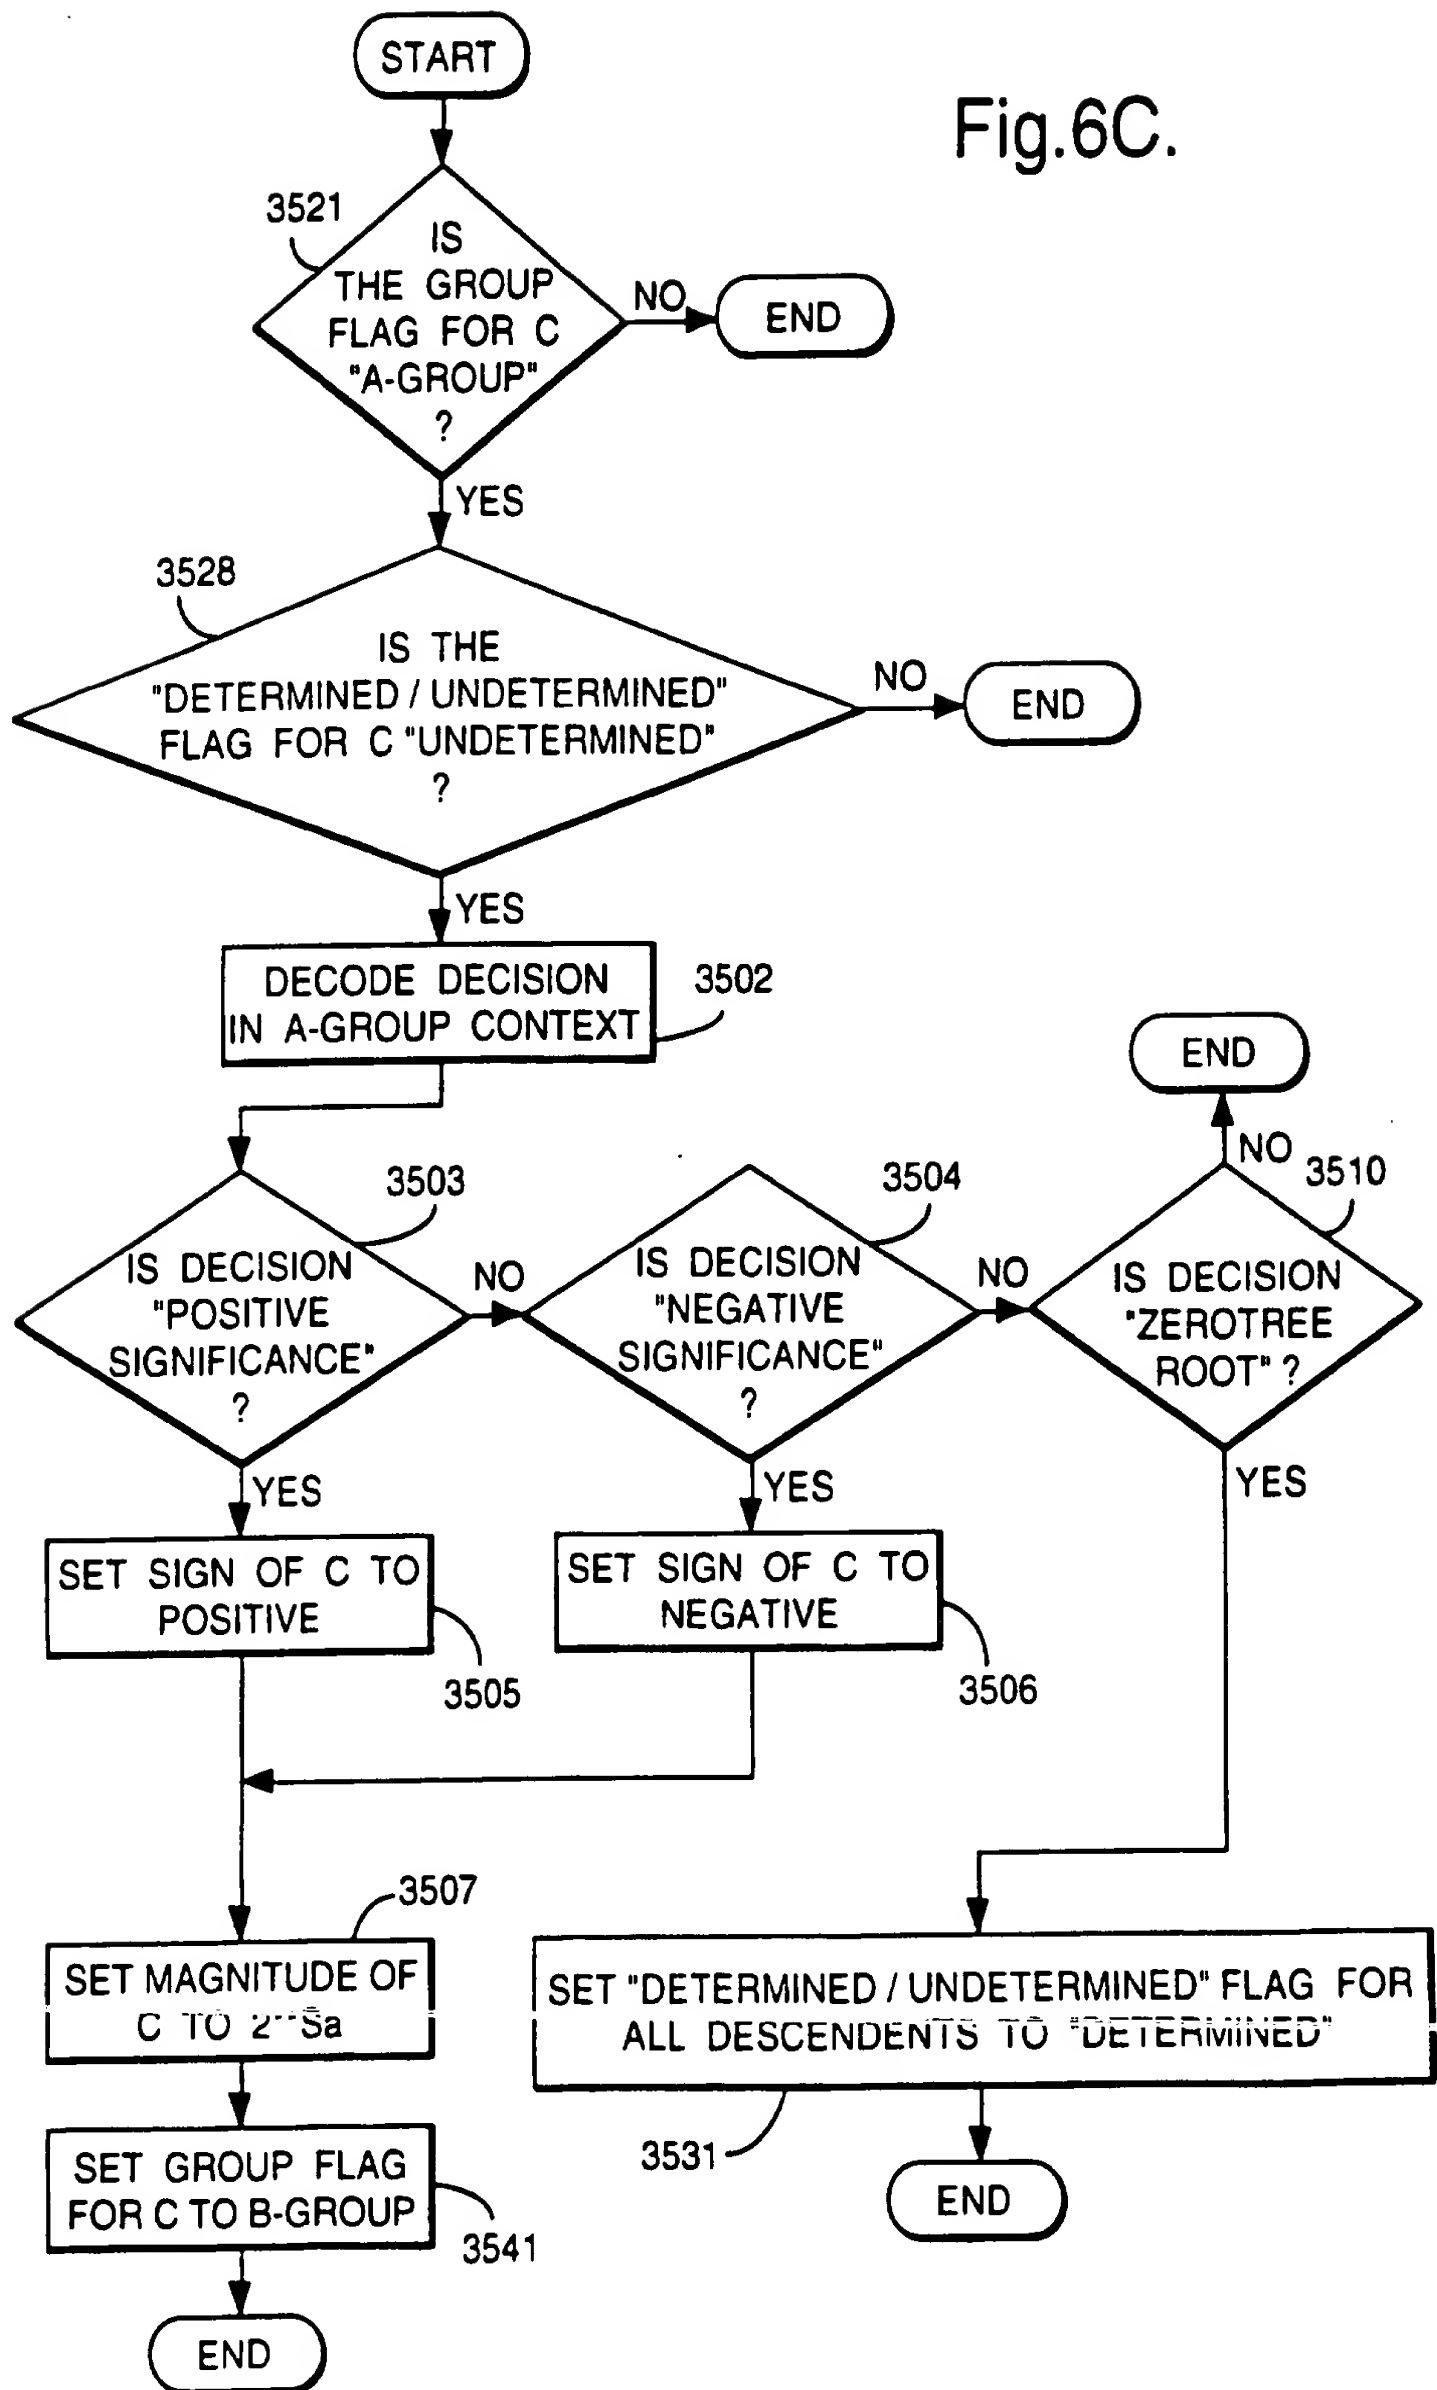 START
Fig.6C.
3521
IS
THE GROUP
FLAG FOR C
"A-GROUP"
?
NO
END
YES
3528
IS THE
"DETERMINED / UNDETERMINED"
FLAG FOR C "UNDETERMINED"
?
NO
END
YES
DECODE DECISION
IN A-GROUP CONTEXT
3502
END
NO
3503
3504
3510
IS DECISION
"POSITIVE
SIGNIFICANCE"
?
NO
IS DECISION
"NEGATIVE
SIGNIFICANCE"
?
NO
IS DECISION
"ZEROTREE
ROOT" ?
YES
YES
YES
SET SIGN OF C TO
POSITIVE
3505
SET SIGN OF C TO
NEGATIVE
3506
3507
SET MAGNITUDE OF
C TO 2**Sa
SET "DETERMINED / UNDETERMINED" FLAG FOR
ALL DESCENDENTS TO "DETERMINED"
3531
END
SET GROUP FLAG
FOR C TO B-GROUP
3541
END